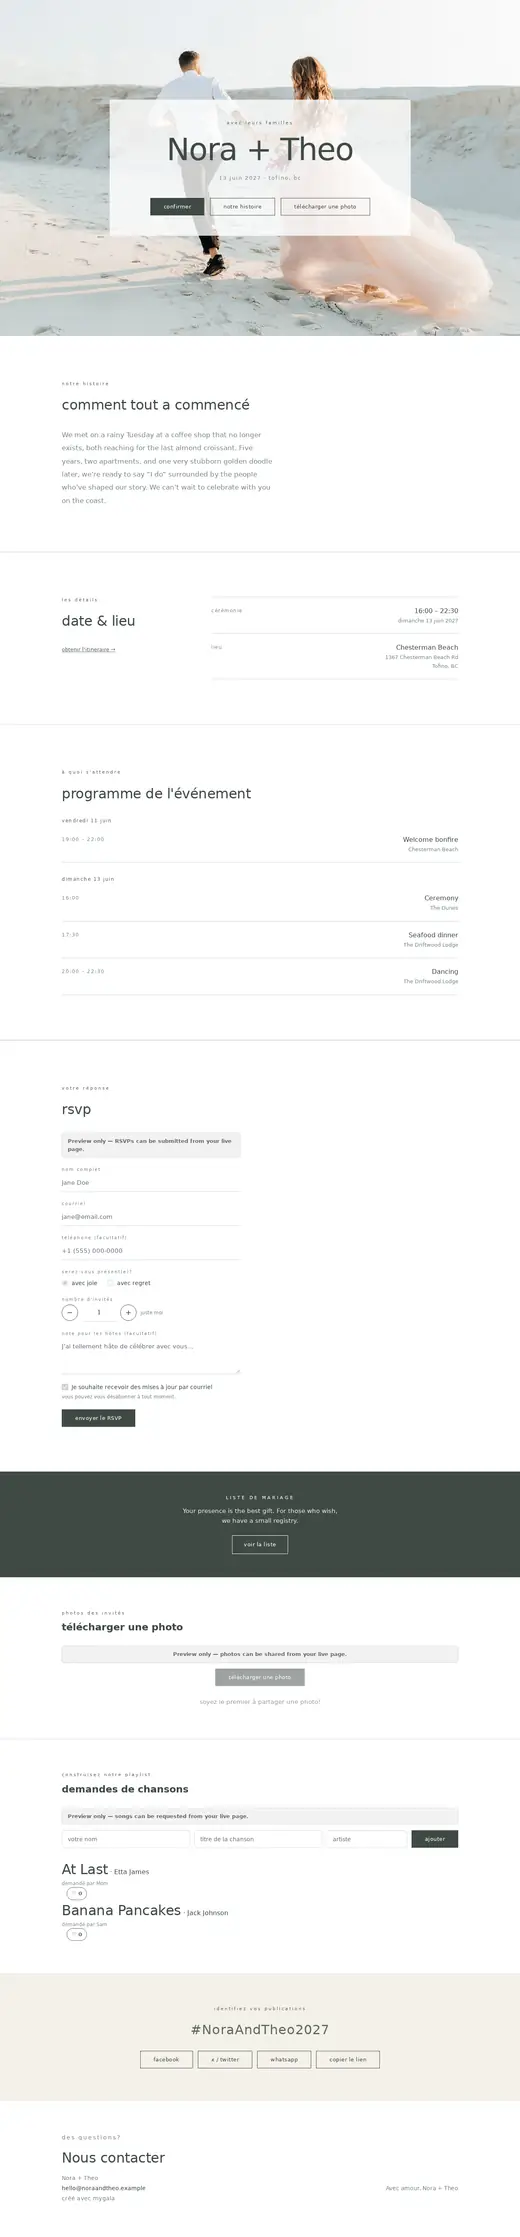 avec leurs familles
Nora + Theo
13 juin 2027 · tofino, bc
confirmer
notre histoire
télécharger une photo
notre histoire
comment tout a commencé
We met on a rainy Tuesday at a coffee shop that no longer
exists, both reaching for the last almond croissant. Five
years, two apartments, and one very stubborn golden doodle
later, we're ready to say "I do" surrounded by the people
who've shaped our story. We can't wait to celebrate with you
on the coast.
les détails
date & lieu
obtenir l'itinéraire →
cérémonie
16:00 – 22:30
dimanche 13 juin 2027
lieu
Chesterman Beach
1367 Chesterman Beach Rd
Tofino, BC
à quoi s'attendre
programme de l'événement
vendredi 11 juin
19:00 – 22:00
Welcome bonfire
Chesterman Beach
dimanche 13 juin
16:00
Ceremony
The Dunes
17:30
Seafood dinner
The Driftwood Lodge
20:00 – 22:30
Dancing
The Driftwood Lodge
votre réponse
rsvp
Preview only — RSVPs can be submitted from your live
page.
nom complet
Jane Doe
courriel
jane@email.com
téléphone (facultatif)
+1 (555) 000-0000
serez-vous présent(e)?
avec joie
avec regret
nombre d'invités
−
1
+
juste moi
note pour les hôtes (facultatif)
J'ai tellement hâte de célébrer avec vous...
Je souhaite recevoir des mises à jour par courriel
vous pouvez vous désabonner à tout moment.
envoyer le RSVP
LISTE DE MARIAGE
Your presence is the best gift. For those who wish,
we have a small registry.
voir la liste
photos des invités
télécharger une photo
Preview only — photos can be shared from your live page.
télécharger une photo
soyez le premier à partager une photo!
construisez notre playlist
demandes de chansons
Preview only — songs can be requested from your live page.
votre nom
titre de la chanson
artiste
ajouter
At Last · Etta James
demandé par Mom
♡ 0
Banana Pancakes · Jack Johnson
demandé par Sam
♡ 0
identifiez vos publications
#NoraAndTheo2027
facebook
x / twitter
whatsapp
copier le lien
des questions?
Nous contacter
Nora + Theo
hello@noraandtheo.example
Avec amour, Nora + Theo
créé avec mygala